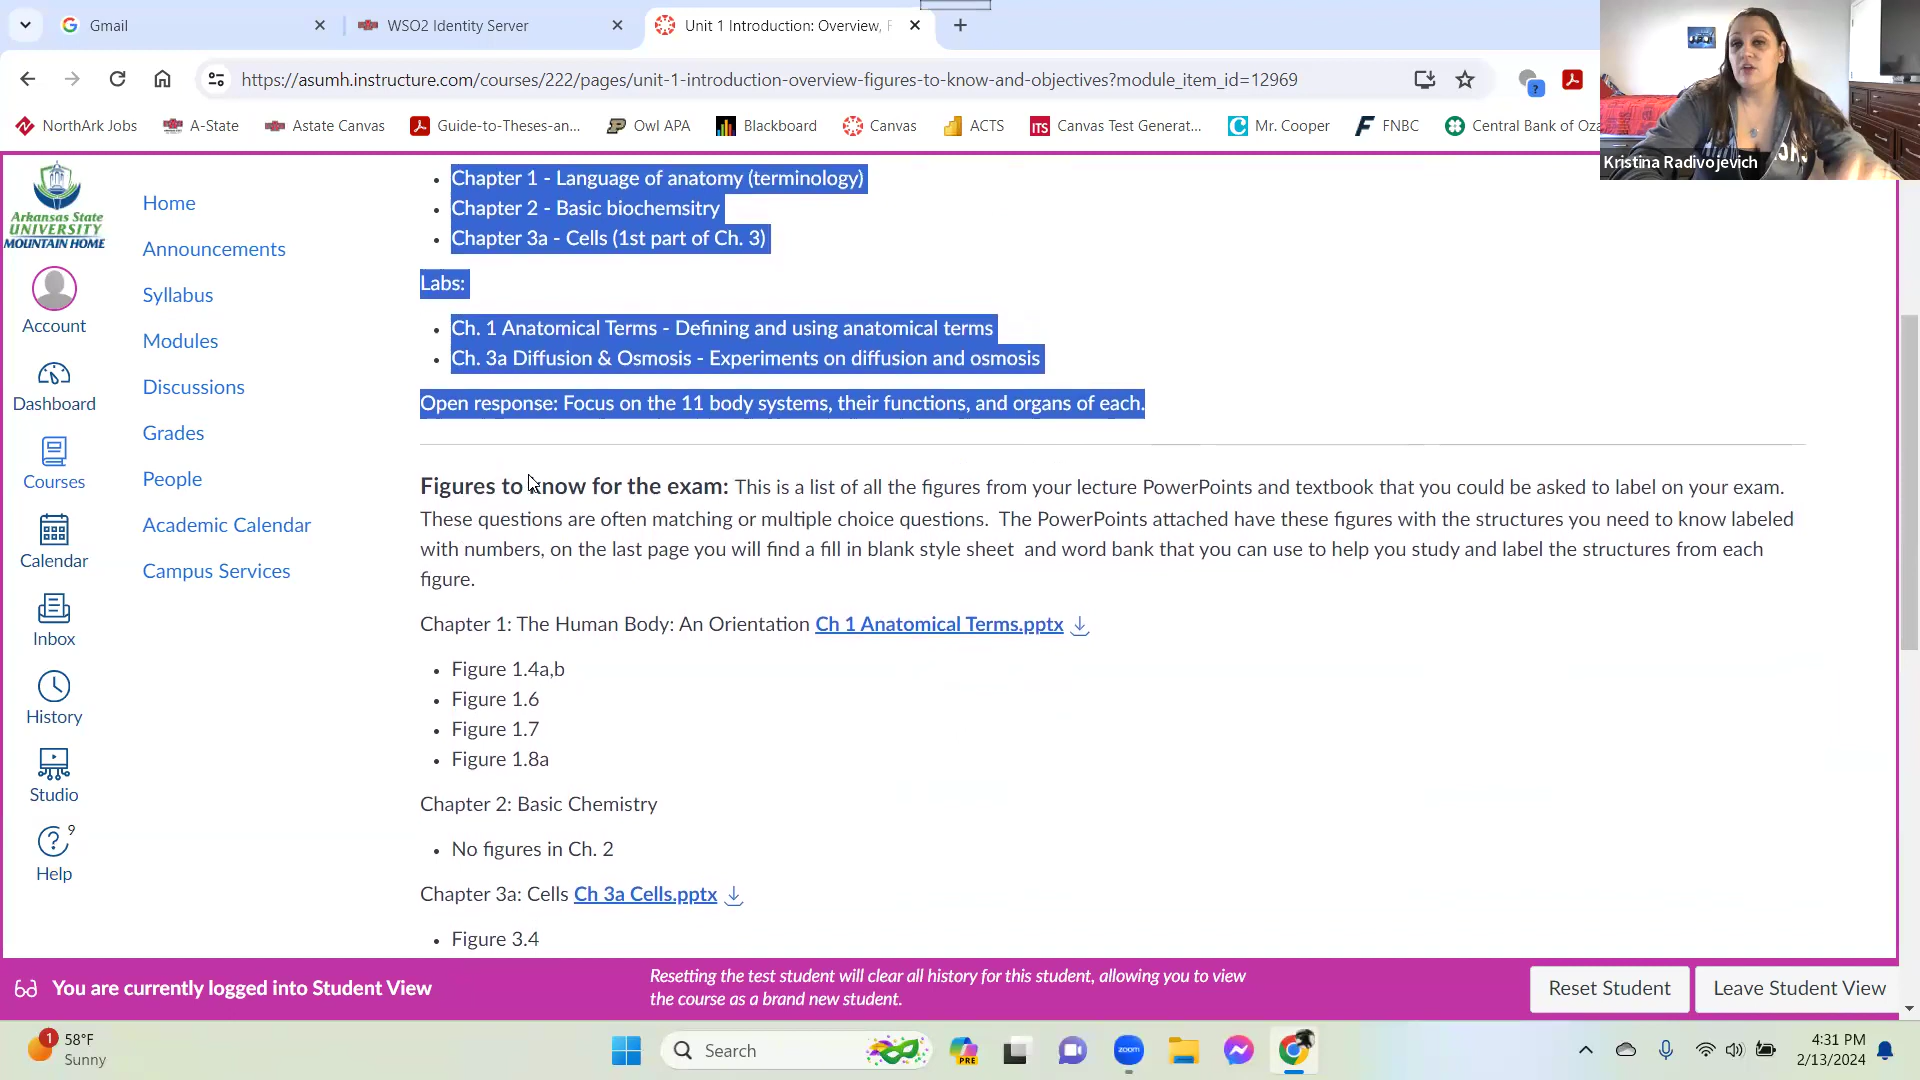 Gmail
WSO2 Identity Server
Unit 1 Introduction: Overview, F
https://asumh.instructure.com/courses/222/pages/unit-1-introduction-overview-figures-to-know-and-objectives?module_item_id=12969
NorthArk Jobs
A-State
Astate Canvas
Guide-to-Theses-an...
Owl APA
Blackboard
Canvas
ACTS
ITS
Canvas Test Generat...
Mr. Cooper
FNBC
Central Bank of Oza
Kristina Radivojevich
Arkansas State
UNIVERSITY
MOUNTAIN HOME
Account
Dashboard
Courses
Calendar
Inbox
History
Studio
9
Help
Home
Announcements
Syllabus
Modules
Discussions
Grades
People
Academic Calendar
Campus Services
Chapter 1 - Language of anatomy (terminology)
Chapter 2 - Basic biochemsitry
Chapter 3a - Cells (1st part of Ch. 3)
Labs:
Ch. 1 Anatomical Terms - Defining and using anatomical terms
Ch. 3a Diffusion & Osmosis - Experiments on diffusion and osmosis
Open response: Focus on the 11 body systems, their functions, and organs of each.
Figures to know for the exam: This is a list of all the figures from your lecture PowerPoints and textbook that you could be asked to label on your exam.
These questions are often matching or multiple choice questions. The PowerPoints attached have these figures with the structures you need to know labeled
with numbers, on the last page you will find a fill in blank style sheet and word bank that you can use to help you study and label the structures from each
figure.
Chapter 1: The Human Body: An Orientation Ch 1 Anatomical Terms.pptx
Figure 1.4a,b
Figure 1.6
Figure 1.7
Figure 1.8a
Chapter 2: Basic Chemistry
No figures in Ch. 2
Chapter 3a: Cells Ch 3a Cells.pptx
Figure 3.4
You are currently logged into Student View
Resetting the test student will clear all history for this student, allowing you to view
the course as a brand new student.
Reset Student
Leave Student View
1
58°F
Sunny
Search
PRE
zoom
4:31 PM
2/13/2024